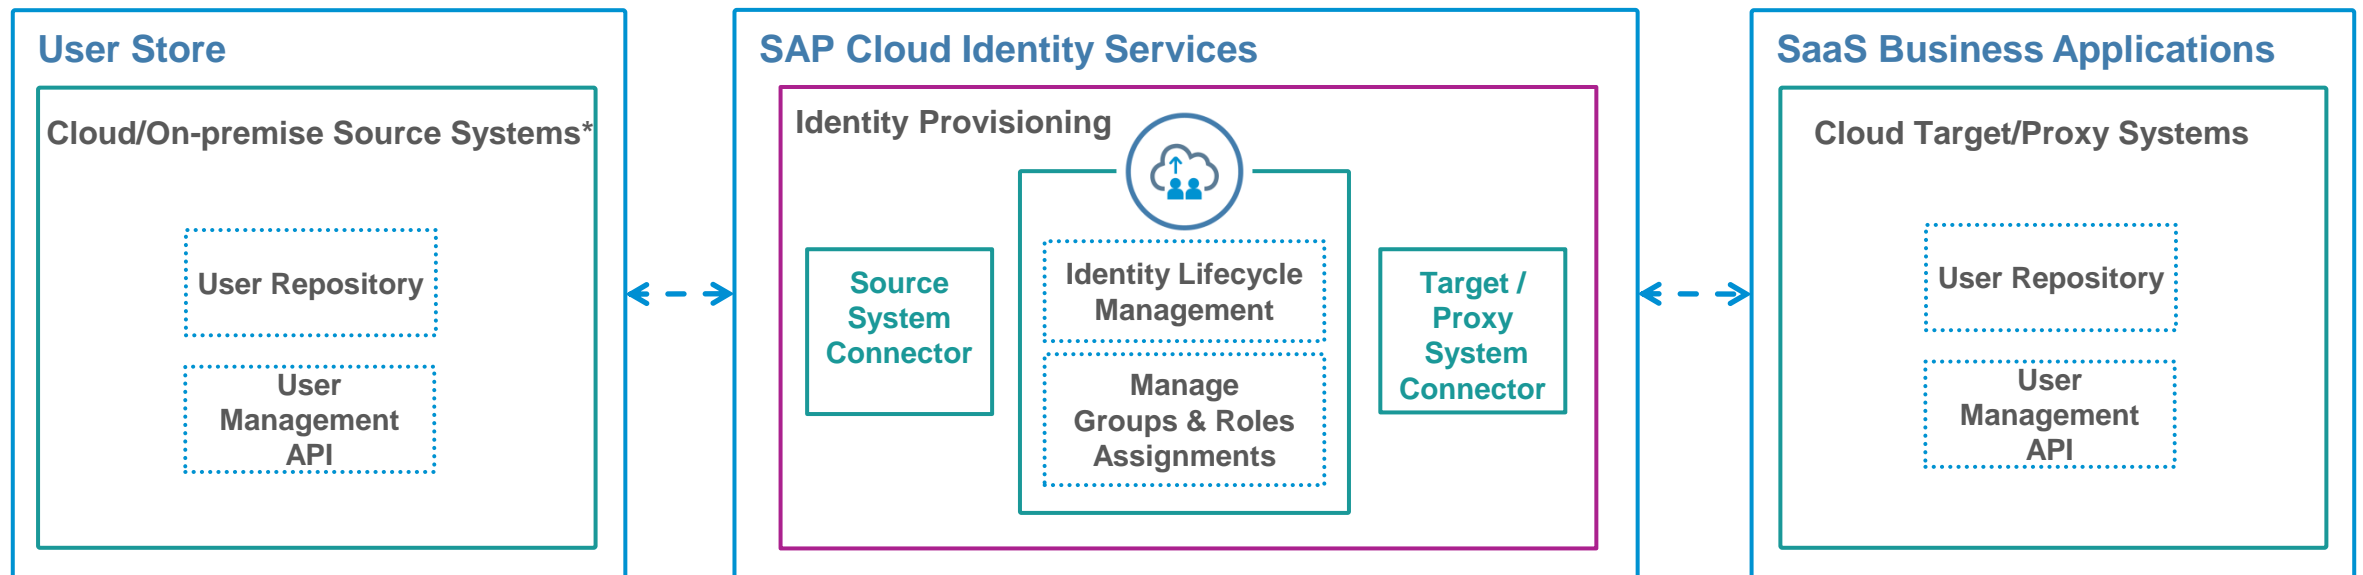 User Store
Cloud/On-premise Source Systems*
User Repository
User
Management
API
SAP Cloud Identity Services
Identity Provisioning
Source
System
Connector
Identity Lifecycle
Management
Manage
Groups & Roles
Assignments
Target /
Proxy
System
Connector
SaaS Business Applications
Cloud Target/Proxy Systems
User Repository
User
Management
API